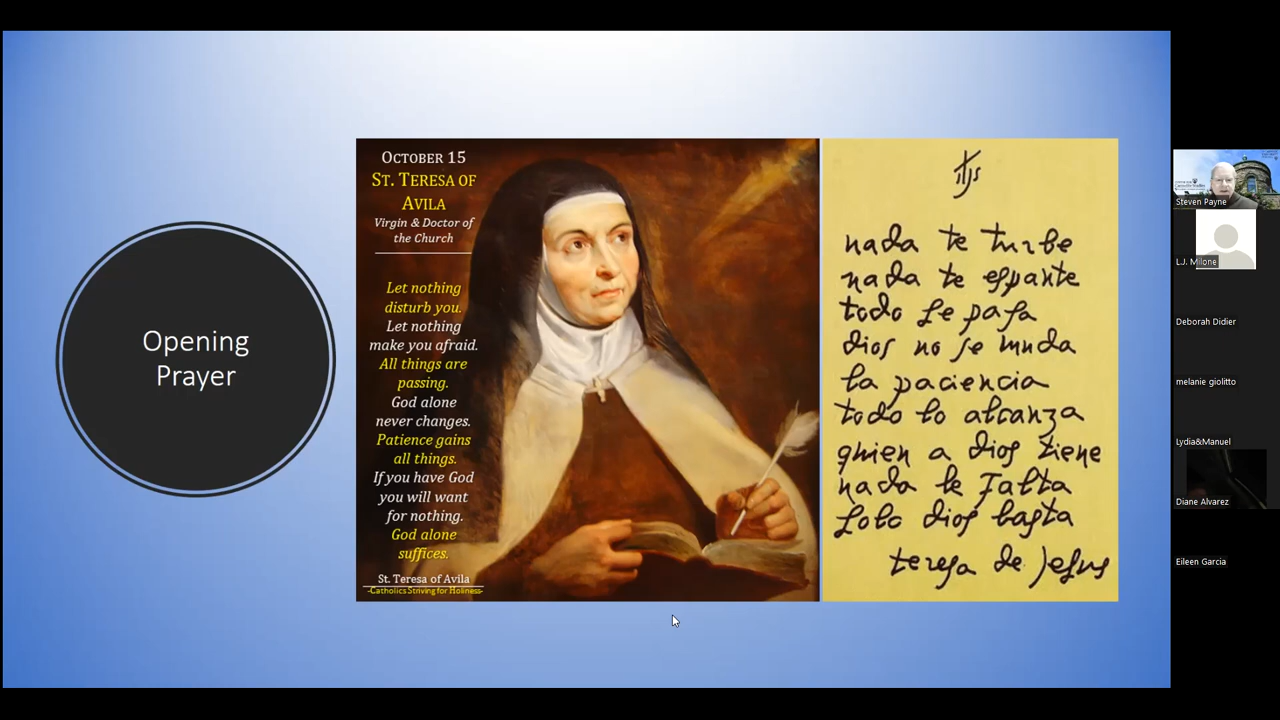 Opening
Prayer
OCTOBER 15
ST. TERESA OF
AVILA
Virgin & Doctor of
the Church
Let nothing
disturb you.
Let nothing
make you afraid.
All things are
passing.
God alone
never changes.
Patience gains
all things.
If you have God
you will want
for nothing.
God alone
suffices.
St. Teresa of Avila
-Catholics Striving for Holiness-
nada te turbe
nada te espante
todo se pasa
dios no se muda
la paciencia
todo lo alcanza
quien a dios tiene
nada le falta
solo dios basta
teresa de Jesus
Steven Payne
L.J. Milone
Deborah Didier
melanie giolitto
Lydia&Manuel
Diane Alvarez
Eileen Garcia